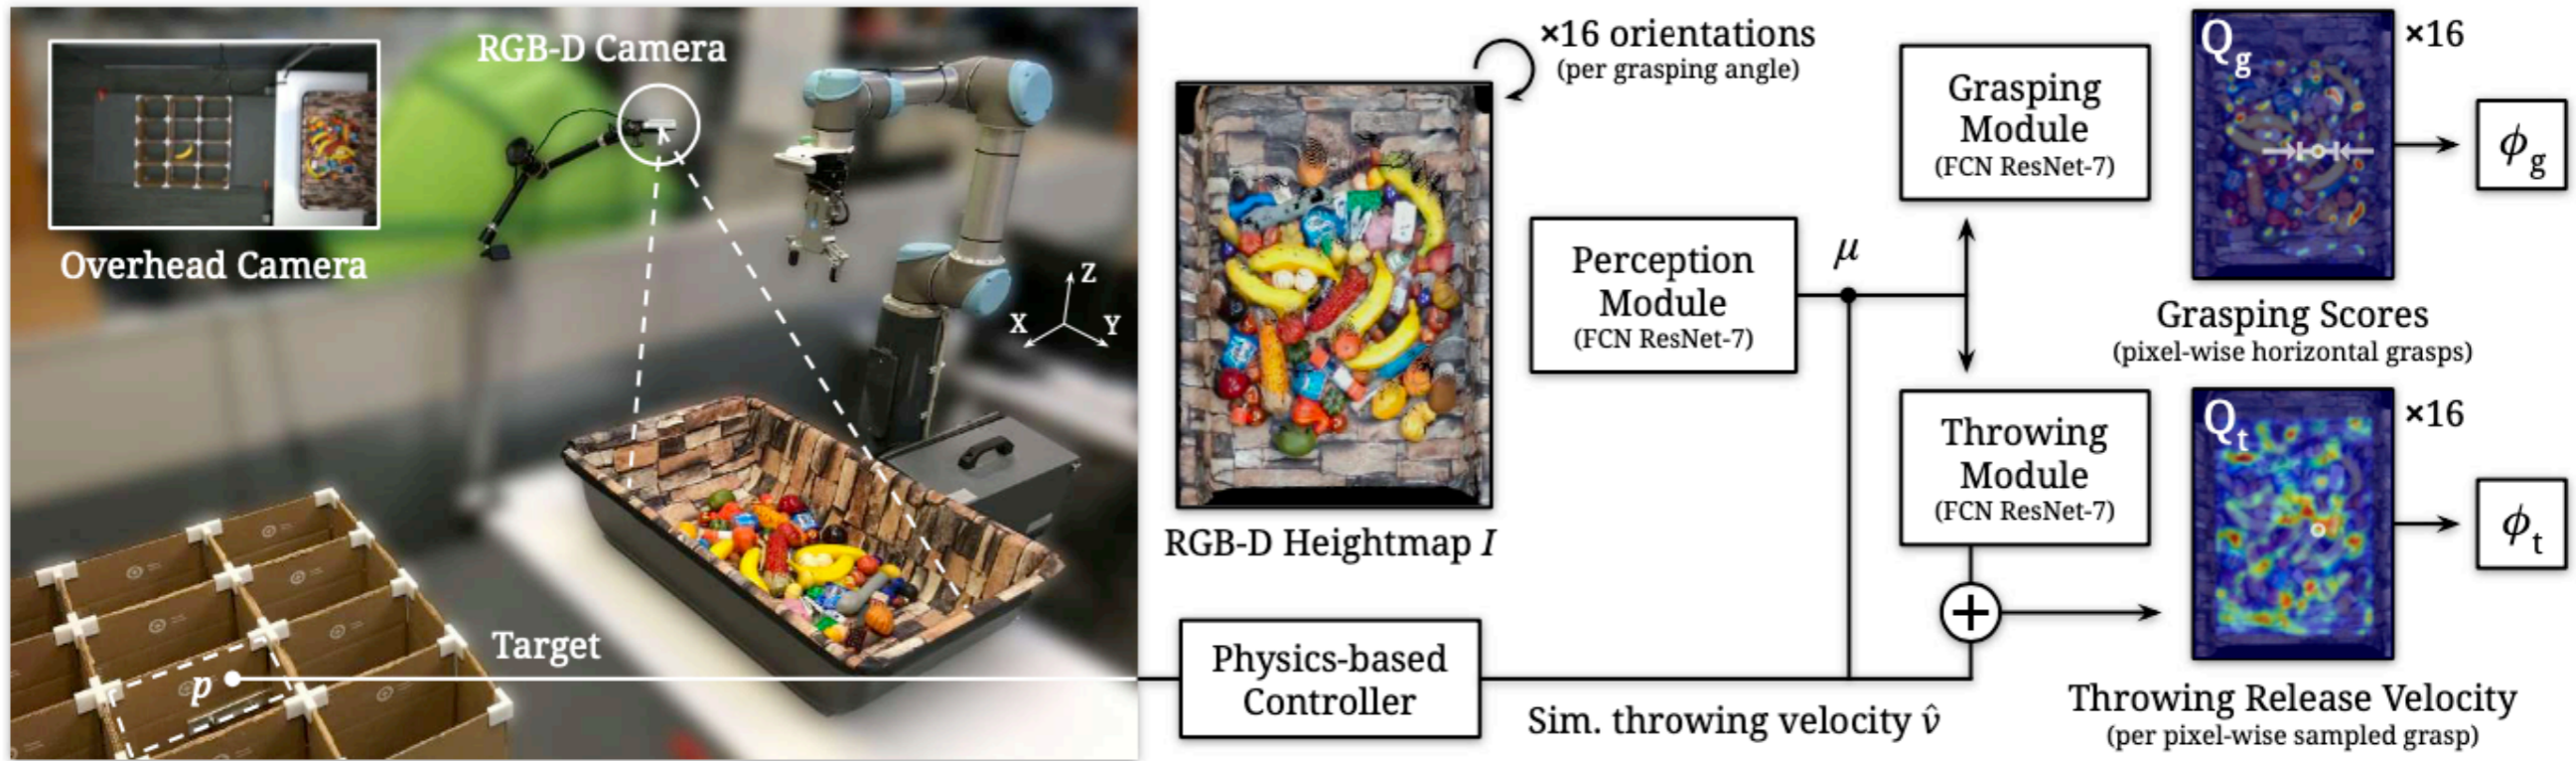 RGB-D Camera
Overhead Camera
Z
X
Y
Target
p
×16 orientations
(per grasping angle)
RGB-D Heightmap I
Perception
Module
(FCN ResNet-7)
μ
Grasping
Module
(FCN ResNet-7)
Throwing
Module
(FCN ResNet-7)
+
Physics-based
Controller
Sim. throwing velocity v̂
Qg
×16
ϕg
Grasping Scores
(pixel-wise horizontal grasps)
Qt
×16
ϕt
Throwing Release Velocity
(per pixel-wise sampled grasp)